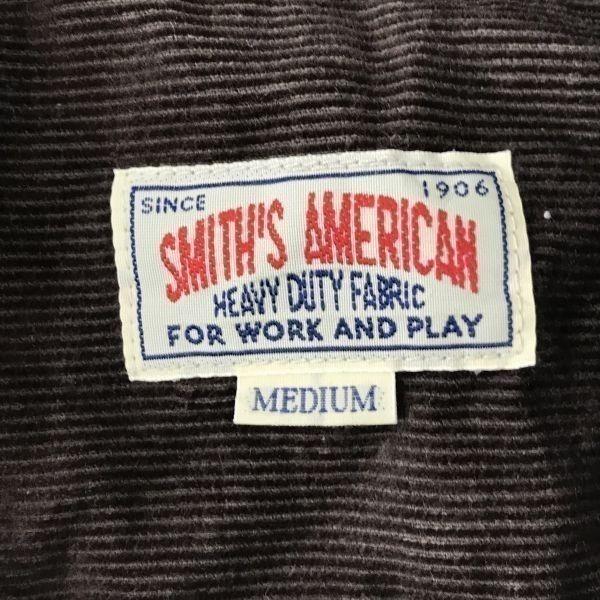 SINCE 1906
SMITH'S AMERICAN
HEAVY DUTY FABRIC
FOR WORK AND PLAY
MEDIUM